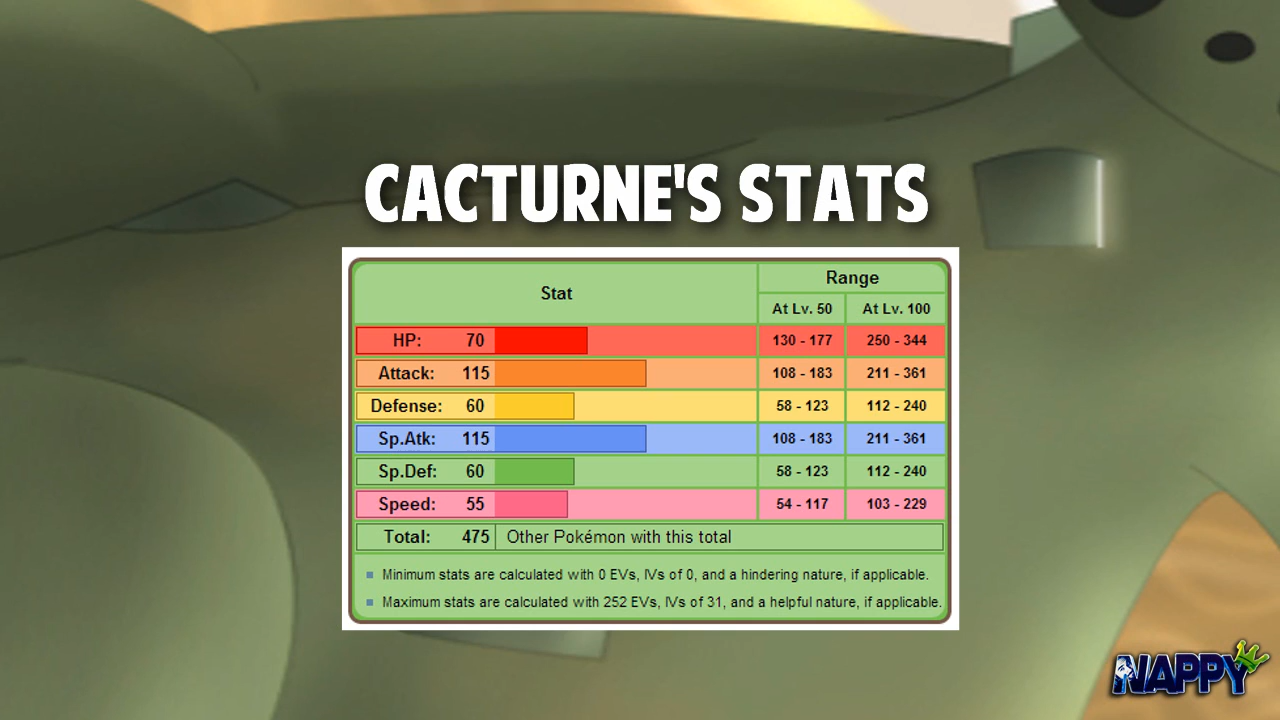 CACTURNE'S STATS
Stat Range
At Lv. 50 At Lv. 100
HP: 70 130 - 177 250 - 344
Attack: 115 108 - 183 211 - 361
Defense: 60 58 - 123 112 - 240
Sp.Atk: 115 108 - 183 211 - 361
Sp.Def: 60 58 - 123 112 - 240
Speed: 55 54 - 117 103 - 229
Total: 475 Other Pokémon with this total
Minimum stats are calculated with 0 EVs, IVs of 0, and a hindering nature, if applicable.
Maximum stats are calculated with 252 EVs, IVs of 31, and a helpful nature, if applicable.
NAPPY